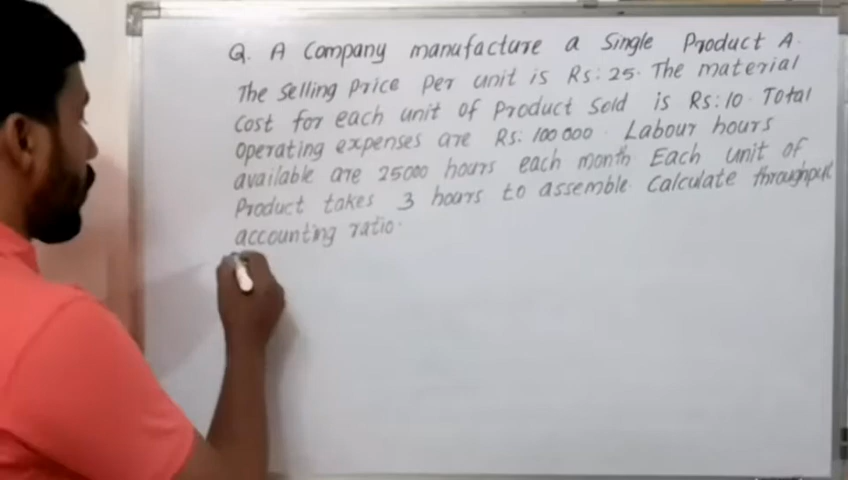 Q. A Company manufacture a Single Product A.
The Selling Price per unit is Rs: 25. The material
Cost for each unit of Product Sold is Rs: 10. Total
Operating expenses are Rs: 100 000. Labour hours
available are 25000 hours each month Each unit of
Product takes 3 hours to assemble. Calculate throughput
accounting ratio.